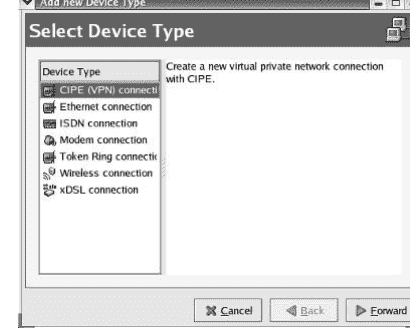 Add new Device Type
Select Device Type
Device Type
CIPE (VPN) connecti
Ethernet connection
ISDN connection
Modem connection
Token Ring connectic
Wireless connection
xDSL connection
Create a new virtual private network connection
with CIPE.
Cancel
Back
Forward